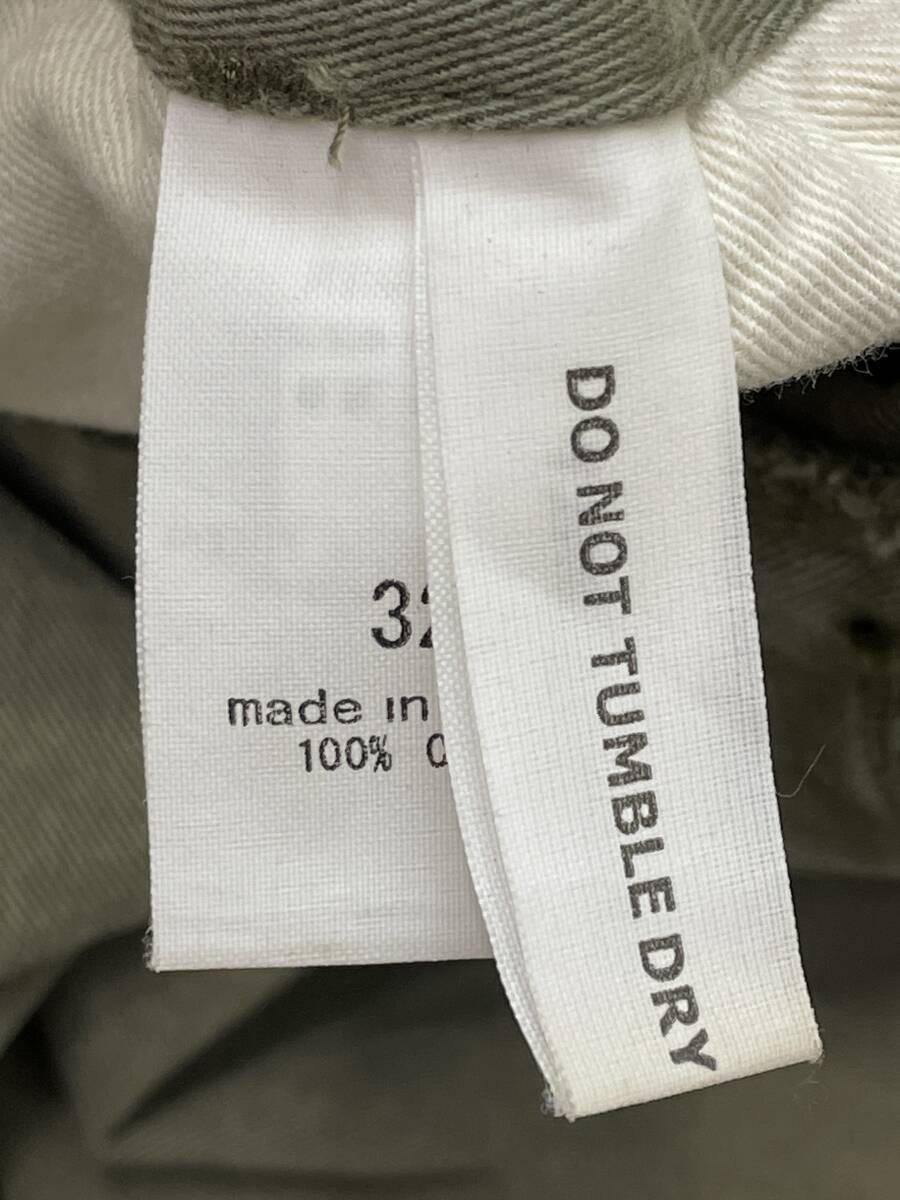 32
made in
100%
DO NOT TUMBLE DRY